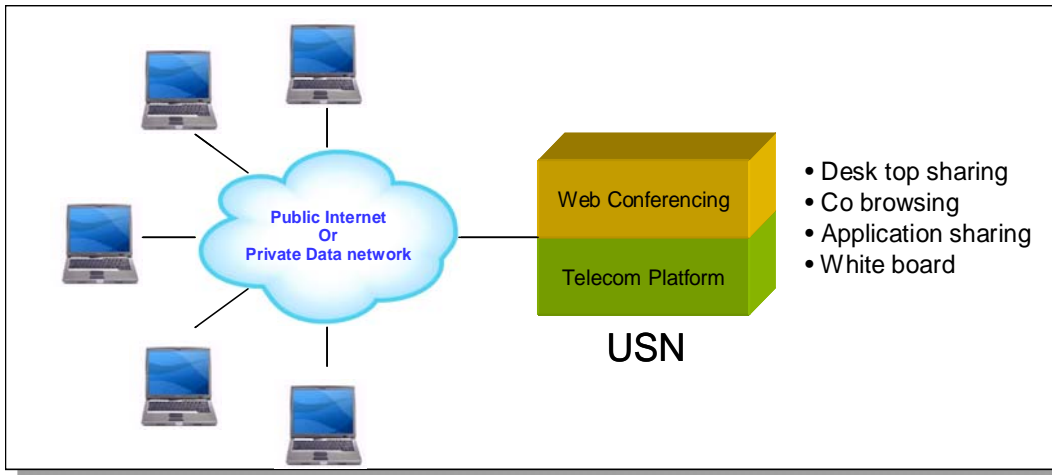 Public Internet
Or
Private Data network
Web Conferencing
Telecom Platform
USN
• Desk top sharing
• Co browsing
• Application sharing
• White board